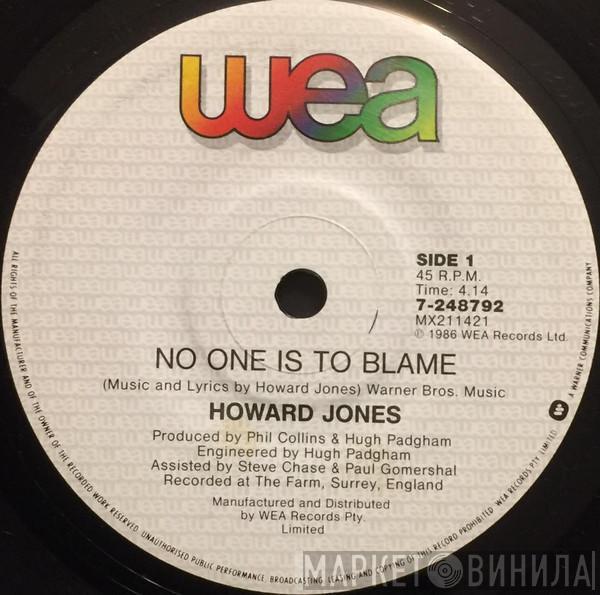 wea
SIDE 1
45 R.P.M.
Time: 4.14
7-248792
MX211421
℗ 1986 WEA Records Ltd.
NO ONE IS TO BLAME
(Music and Lyrics by Howard Jones) Warner Bros. Music
HOWARD JONES
Produced by Phil Collins & Hugh Padgham
Engineered by Hugh Padgham
Assisted by Steve Chase & Paul Gomershal
Recorded at The Farm, Surrey, England
Manufactured and Distributed
by WEA Records Pty.
Limited
ALL RIGHTS OF THE MANUFACTURER AND OF THE OWNER OF THE RECORDED WORK RESERVED. UNAUTHORISED PUBLIC PERFORMANCE, BROADCASTING, LEASING AND COPYING OF THIS RECORD PROHIBITED. WEA RECORDS PTY. LIMITED.
A WARNER COMMUNICATIONS COMPANY
МАРКЕТ ВИНИЛА